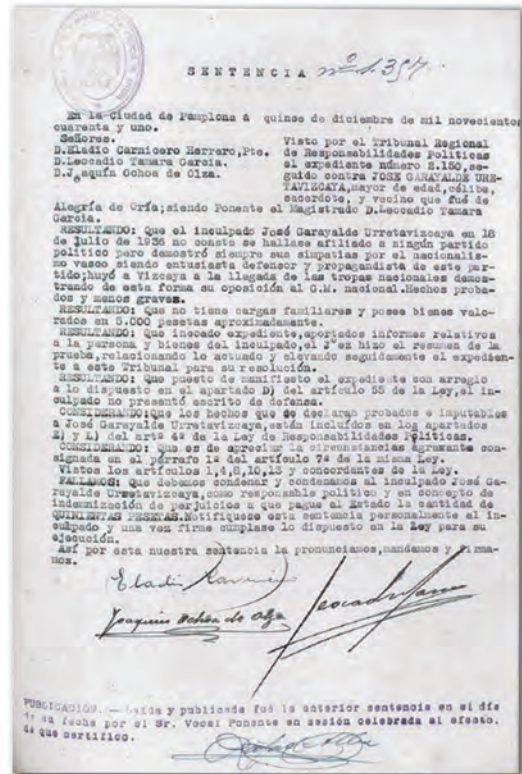 SENTENCIA nº 1.357.
En la Ciudad de Pamplona a quince de diciembre de mil novecientos
cuarenta y uno.
Señores.
D.Eladio Carnicero Herrero,Pte.
D.Leocadio Tamara García.
D.Joaquín Ochoa de Olza.
Visto por el Tribunal Regional
de Responsabilidades Políticas
el expediente número 2.150,se-
guido contra JOSE GARAYALDE URE-
TAVIZCAYA,mayor de edad,célibe,
sacerdote, y vecino que fué de
Alegría de Oría;siendo Ponente el Magistrado D.Leocadio Tamara
García.
RESULTANDO: Que el inculpado José Garayalde Urretavizcaya en 18
de Julio de 1936 no consta se hallase afiliado a ningún partido
político pero demostró siempre sus simpatías por el nacionalis-
mo vasco siendo entusiasta defensor y propagandista de este par-
tido;huyó a Vizcaya a la llegada de las tropas nacionales demos-
trando de esta forma su oposición al G.M. nacional.Hechos proba-
dos y menos graves.
RESULTANDO: Que no tiene cargas familiares y posee bienes valo-
rados en 5.000 pesetas aproximadamente.
RESULTANDO: Que incoado expediente,aportados informes relativos
a la persona y bienes del inculpado,el Juez hizo el resumen de la
prueba,relacionando lo actuado y elevando seguidamente el expedien-
te a este Tribunal para su resolución.
RESULTANDO: Que puesto de manifiesto el expediente con arreglo
a lo dispuesto en el apartado D) del artículo 55 de la Ley,el in-
culpado no presentó escrito de defensa.
CONSIDERANDO:que los hechos que se declaran probados e imputables
a José Garayalde Urretavizcaya,están incluídos en los apartados
E) y L) del artº 4º de la Ley de Responsabilidades Políticas.
CONSIDERANDO: Que es de apreciar la circunstancias agravante con-
signada en el párrafo 1º del artículo 7º de la misma Ley.
Vistos los artículos 1,4,8,10,13 y concordantes de la Ley.
FALLAMOS: Que debemos condenar y condenamos al inculpado José Ga-
rayalde Urretavizcaya,como responsable político y en concepto de
indemnización de perjuicios a que pague al Estado la cantidad de
QUINIENTAS PESETAS.Notifíquese esta sentencia personalmente al in-
culpado y una vez firme cúmplase lo dispuesto en la Ley para su
ejecución.
Así por esta nuestra sentencia la pronunciamos,mandamos y firma-
mos.
Eladio Carnicero
Joaquín Ochoa de Olza
Leocadio Tamara
PUBLICACION. — Leída y publicada fué la anterior sentencia en el día
de su fecha por el Sr. Vocal Ponente en sesión celebrada al efecto.
de que certifico.